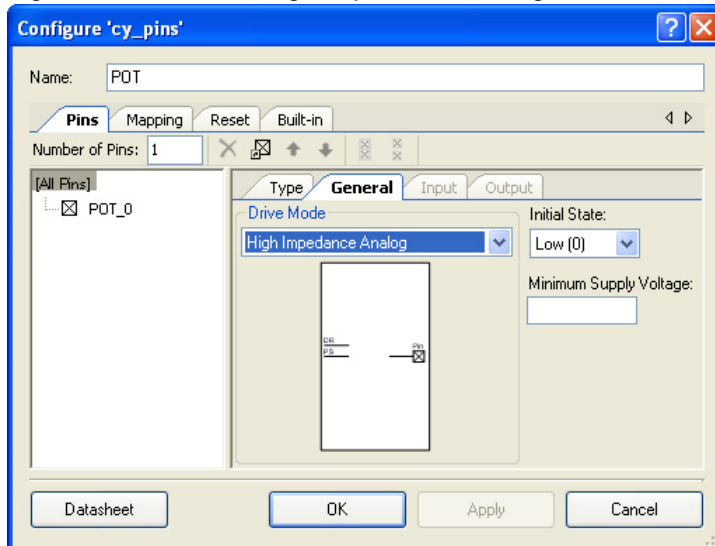 Configure 'cy_pins'
Name: POT
Pins Mapping Reset Built-in
Number of Pins: 1
[All Pins]
POT_0
Type General Input Output
Drive Mode
High Impedance Analog
Initial State:
Low (0)
Minimum Supply Voltage:
DR
PS
Pin
Datasheet OK Apply Cancel